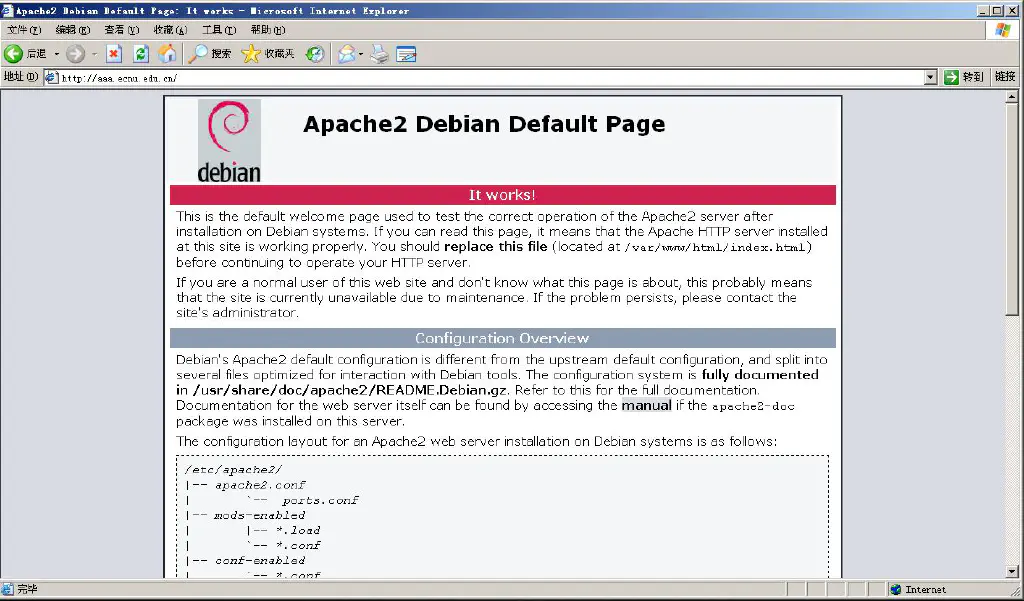 Apache2 Debian Default Page: It works - Microsoft Internet Explorer
文件(F) 编辑(E) 查看(V) 收藏(A) 工具(T) 帮助(H)
后退 搜索 收藏夹
地址(D) http://aaa.ecnu.edu.cn/ 转到 链接
debian
Apache2 Debian Default Page
It works!
This is the default welcome page used to test the correct operation of the Apache2 server after
installation on Debian systems. If you can read this page, it means that the Apache HTTP server installed
at this site is working properly. You should replace this file (located at /var/www/html/index.html)
before continuing to operate your HTTP server.
If you are a normal user of this web site and don't know what this page is about, this probably means
that the site is currently unavailable due to maintenance. If the problem persists, please contact the
site's administrator.
Configuration Overview
Debian's Apache2 default configuration is different from the upstream default configuration, and split into
several files optimized for interaction with Debian tools. The configuration system is fully documented
in /usr/share/doc/apache2/README.Debian.gz. Refer to this for the full documentation.
Documentation for the web server itself can be found by accessing the manual if the apache2-doc
package was installed on this server.
The configuration layout for an Apache2 web server installation on Debian systems is as follows:
/etc/apache2/
|-- apache2.conf
|       `--  ports.conf
|-- mods-enabled
|       |-- *.load
|       `-- *.conf
|-- conf-enabled
|       `-- *.conf
完毕 Internet